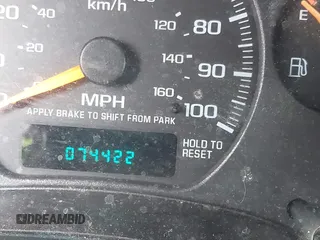 km/h
120
80
20
40
140
90
E
MPH
160
100
APPLY BRAKE TO SHIFT FROM PARK
074422
HOLD TO
RESET
DREAMBID